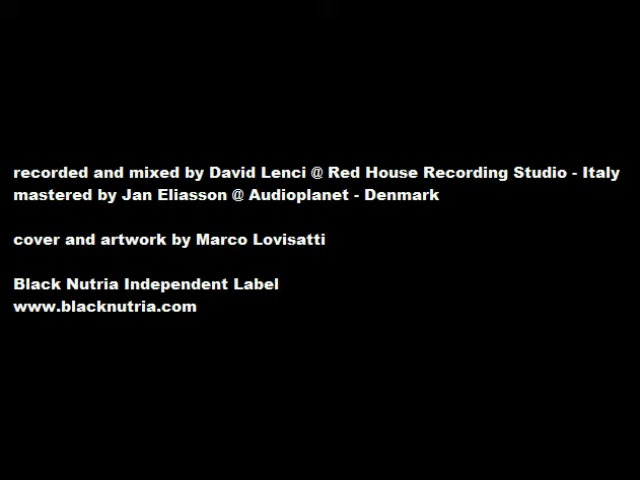 recorded and mixed by David Lenci @ Red House Recording Studio - Italy
mastered by Jan Eliasson @ Audioplanet - Denmark
cover and artwork by Marco Lovisatti
Black Nutria Independent Label
www.blacknutria.com